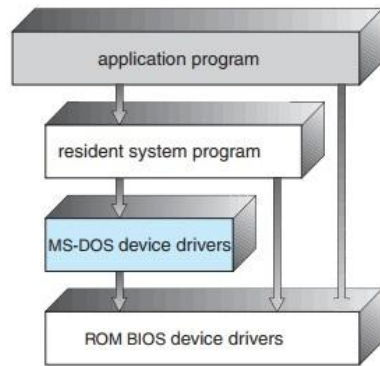 application program
resident system program
MS-DOS device drivers
ROM BIOS device drivers